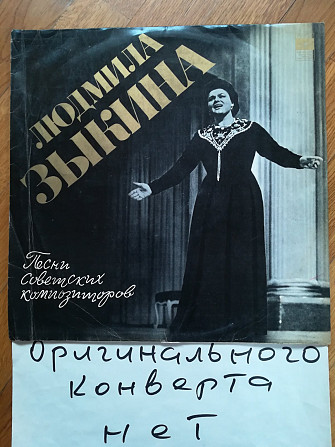 ЛЮДМИЛА
ЗЫКИНА
Песни
советских
композиторов
Оригинального
конверта
нет